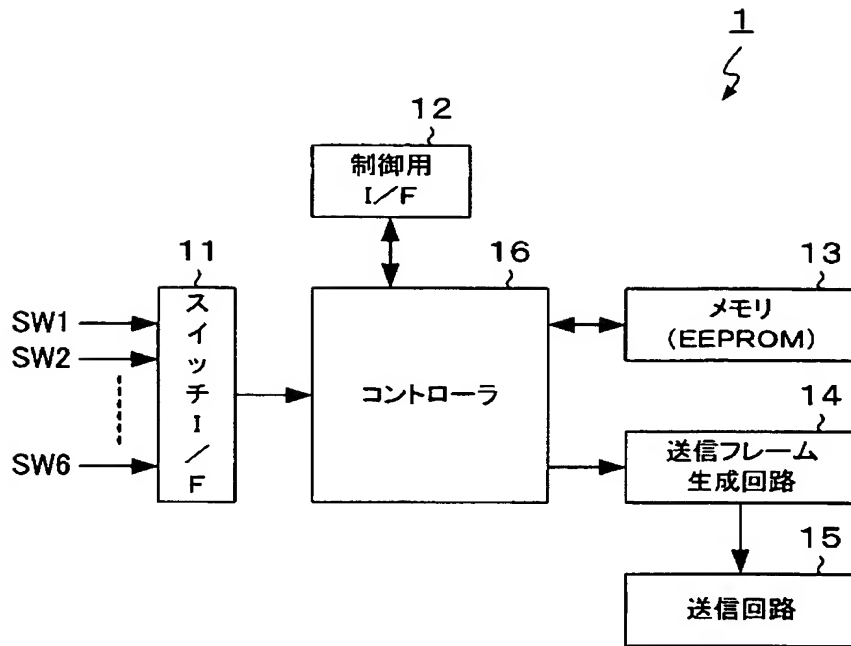 1
12
制御用
I/F
11
16
13
SW1
SW2
SW6
スイッチI/F
コントローラ
メモリ
(EEPROM)
14
送信フレーム
生成回路
15
送信回路